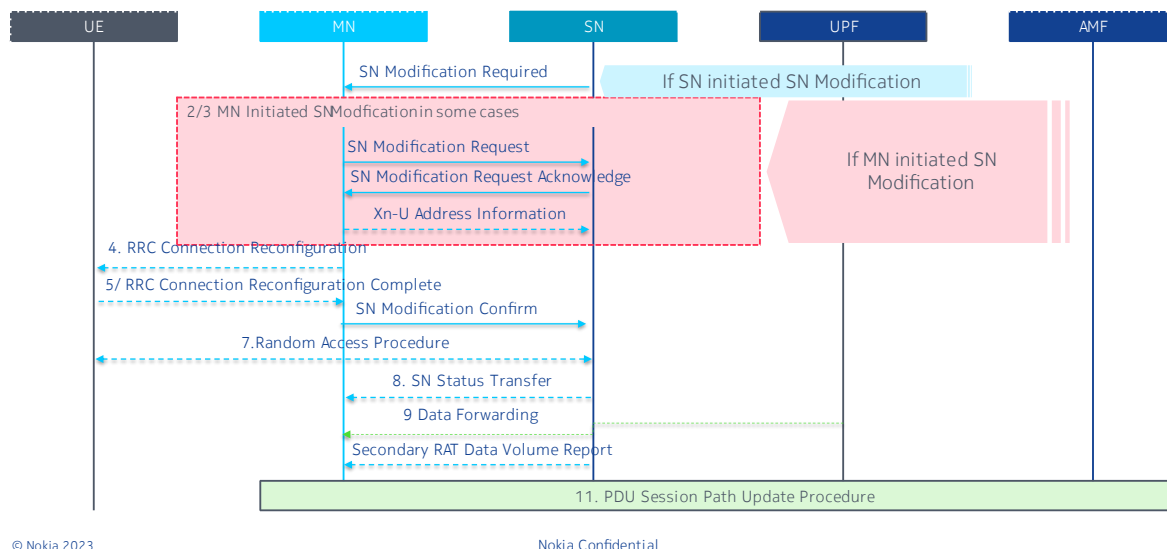 UE
MN
SN
UPF
AMF
SN Modification Required
If SN initiated SN Modification
2/3 MN Initiated SN Modfication in some cases
SN Modification Request
If MN initiated SN
Modification
SN Modification Request Acknowledge
Xn-U Address Information
4. RRC Connection Reconfiguration
5/ RRC Connection Reconfiguration Complete
SN Modification Confirm
7.Random Access Procedure
8. SN Status Transfer
9 Data Forwarding
Secondary RAT Data Volume Report
11. PDU Session Path Update Procedure
© Nokia 2023
Nokia Confidential